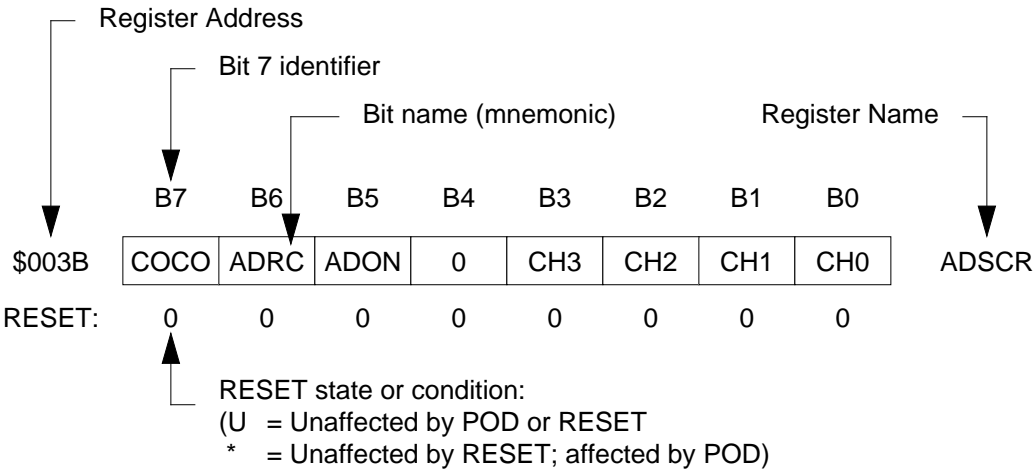 Register Address
Bit 7 identifier
Bit name (mnemonic) Register Name
B7 B6 B5 B4 B3 B2 B1 B0
$003B COCO ADRC ADON 0 CH3 CH2 CH1 CH0 ADSCR
RESET: 0 0 0 0 0 0 0 0
RESET state or condition:
(U = Unaffected by POD or RESET
* = Unaffected by RESET; affected by POD)